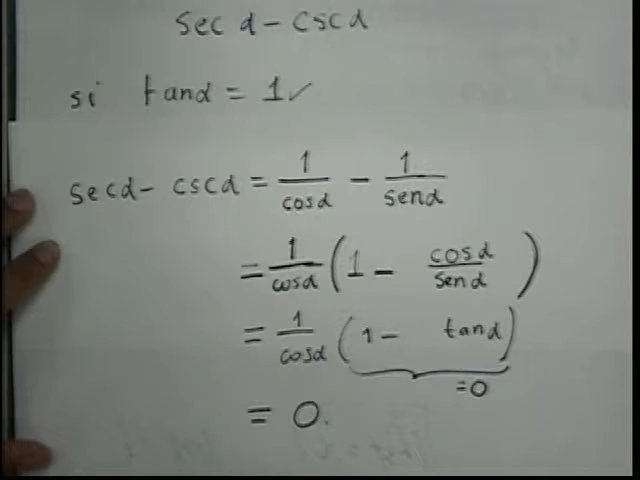 sec d - csc d
si tan d = 1 ✓
sec d - csc d = 1/cos d - 1/sen d
= 1/cos d (1 - cos d/sen d)
= 1/cos d (1 - tan d)
= 0
= 0.